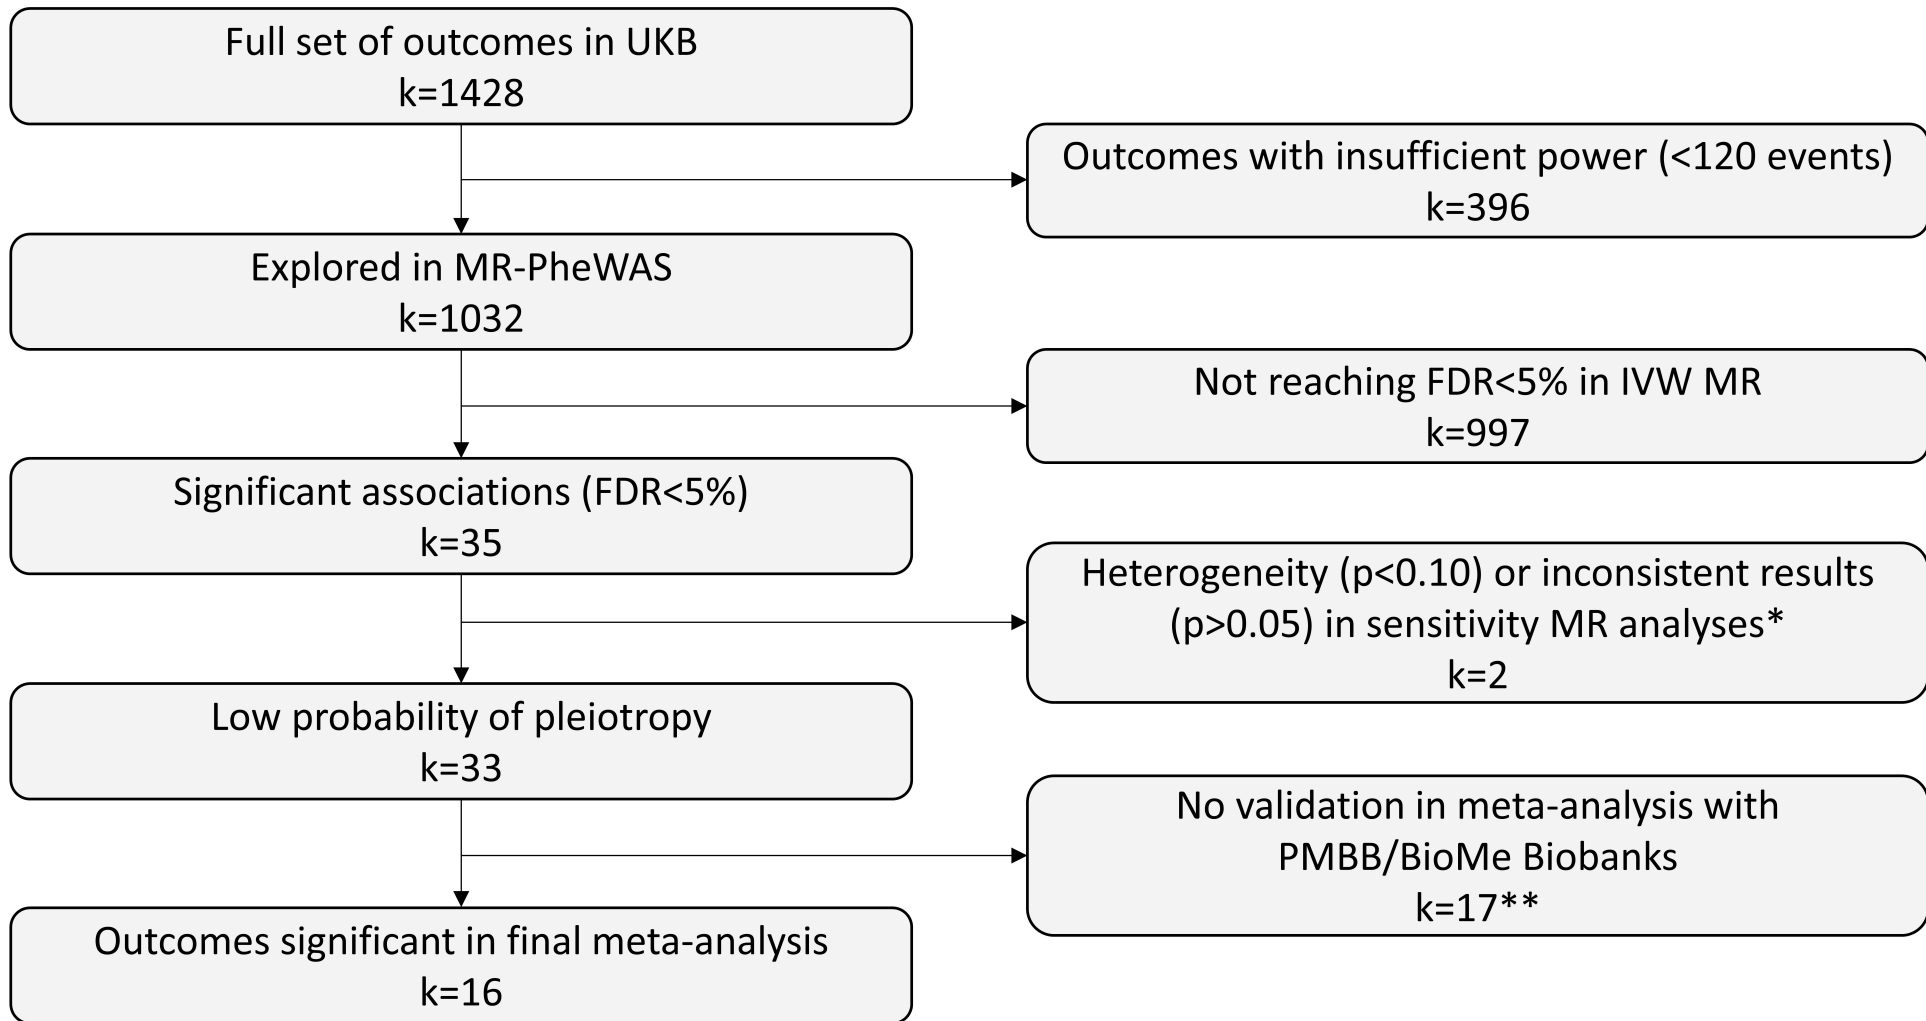 Full set of outcomes in UKB
k=1428
Outcomes with insufficient power (<120 events)
k=396
Explored in MR-PheWAS
k=1032
Not reaching FDR<5% in IVW MR
k=997
Significant associations (FDR<5%)
k=35
Heterogeneity (p<0.10) or inconsistent results
(p>0.05) in sensitivity MR analyses*
k=2
Low probability of pleiotropy
k=33
No validation in meta-analysis with
PMBB/BioMe Biobanks
k=17**
Outcomes significant in final meta-analysis
k=16